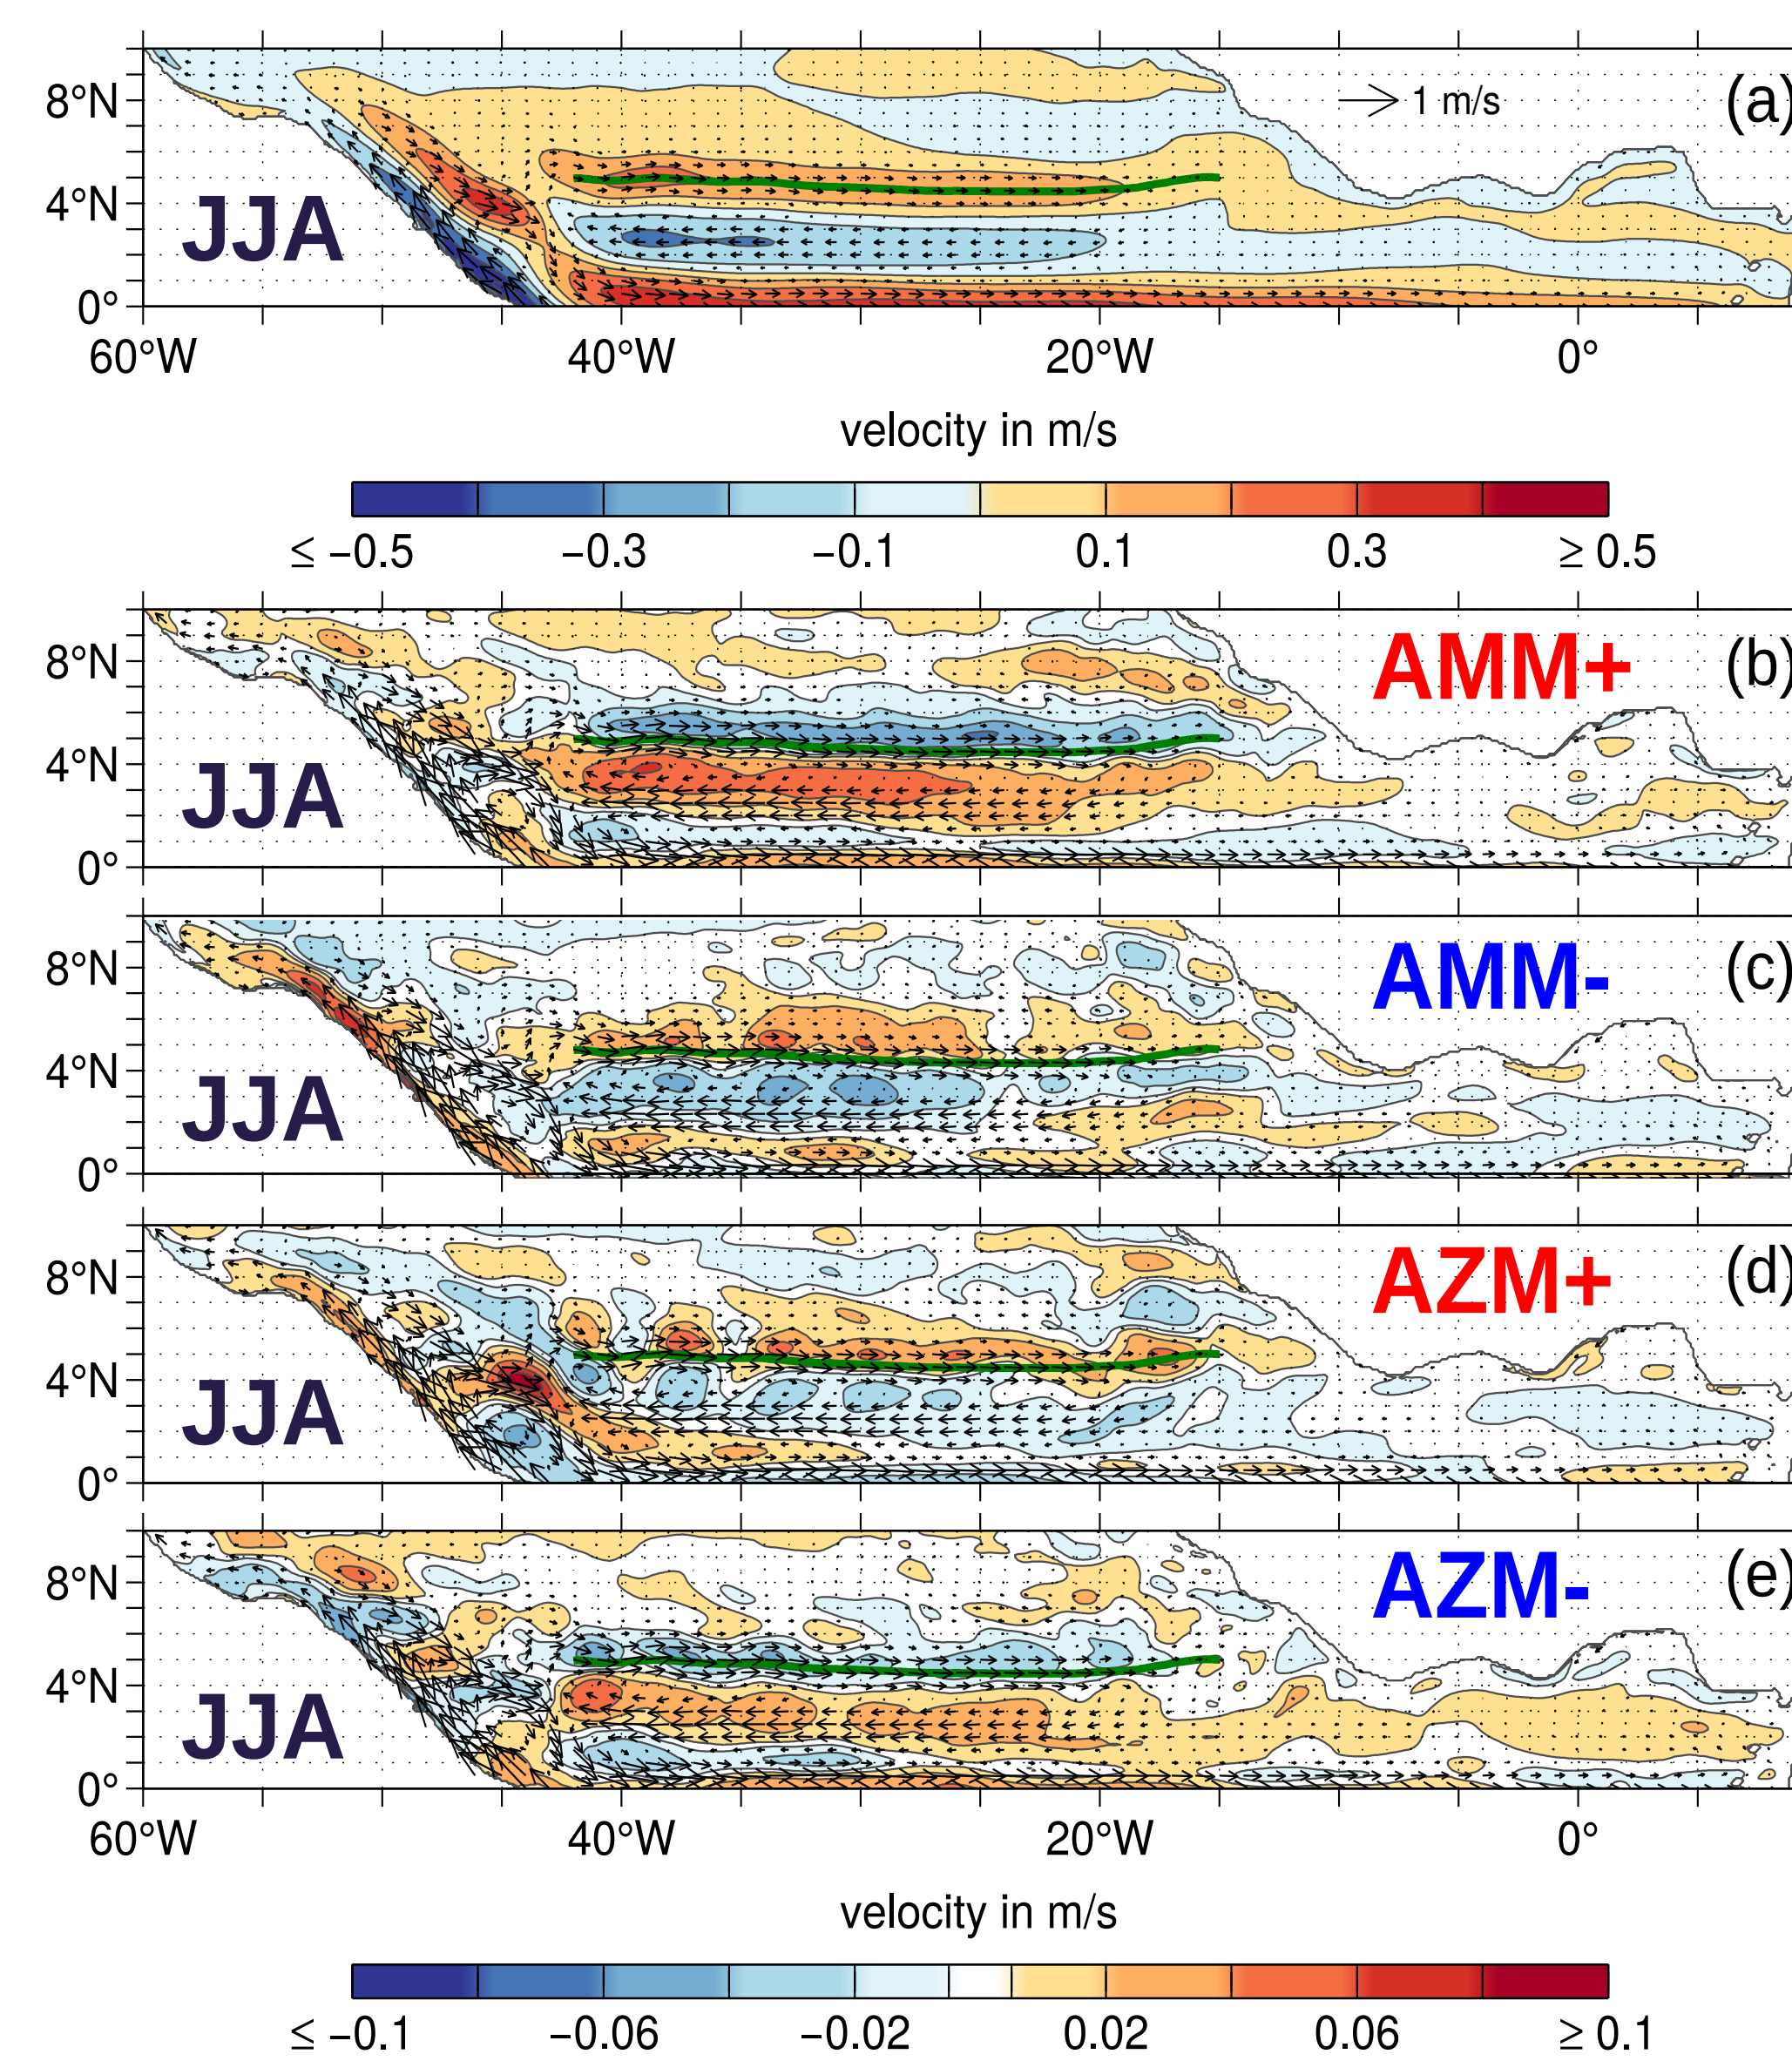 (a)
8°N
1 m/s
4°N
JJA
0°
60°W 40°W 20°W 0°
velocity in m/s
≤ −0.5 −0.3 −0.1 0.1 0.3 ≥ 0.5
AMM+ (b)
8°N
4°N
JJA
0°
AMM- (c)
8°N
4°N
JJA
0°
AZM+ (d)
8°N
4°N
JJA
0°
AZM- (e)
8°N
4°N
JJA
0°
60°W 40°W 20°W 0°
velocity in m/s
≤ −0.1 −0.06 −0.02 0.02 0.06 ≥ 0.1